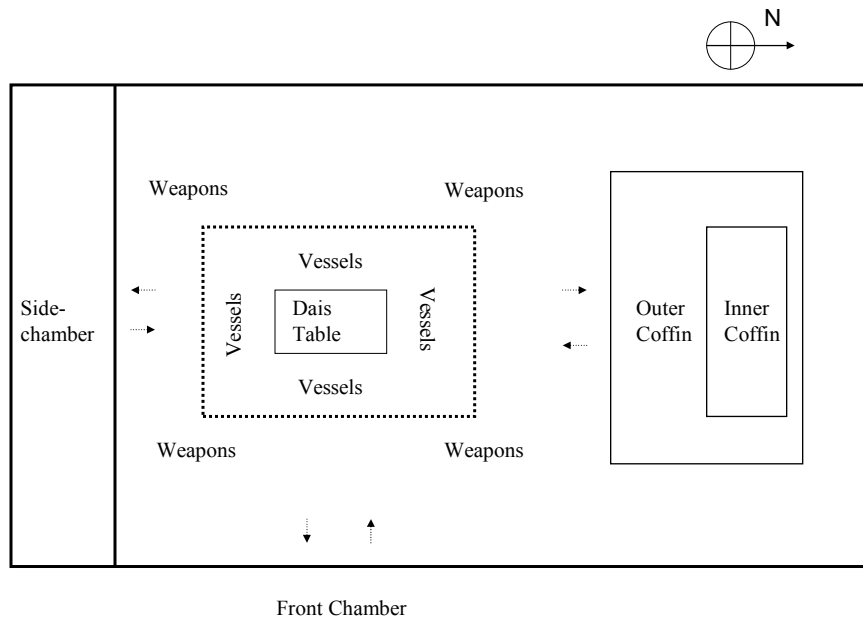 N
Weapons
Weapons
Vessels
Side-
chamber
Vessels
Dais
Table
Vessels
Outer
Coffin
Inner
Coffin
Vessels
Weapons
Weapons
Front Chamber